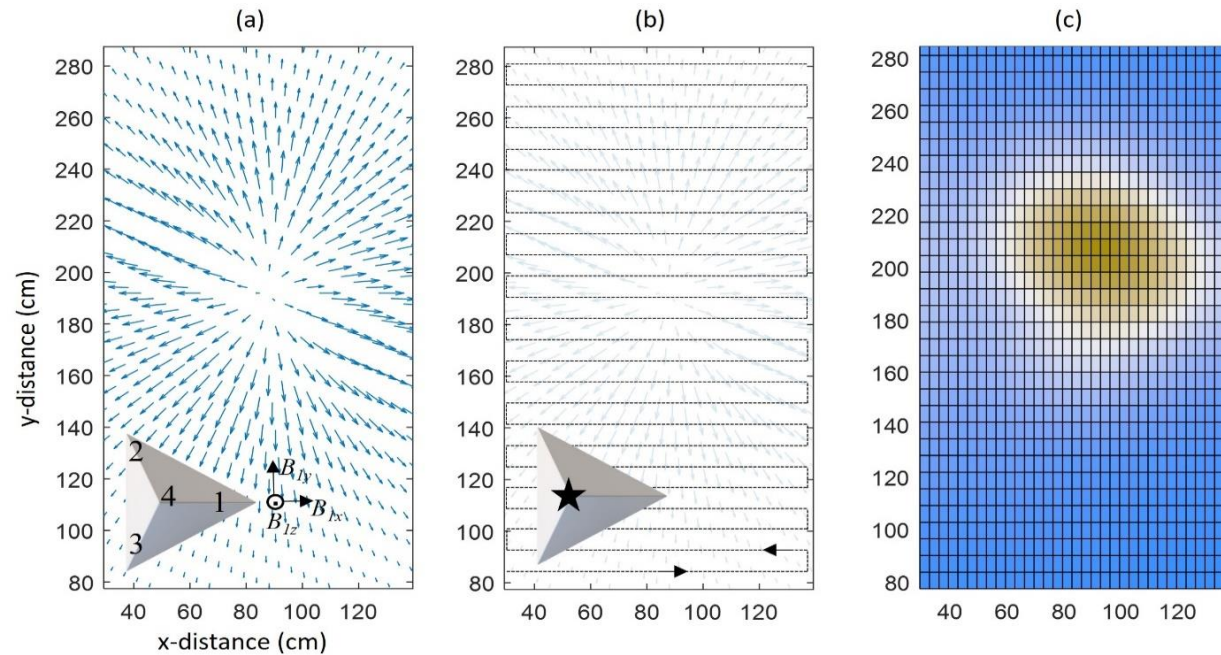 (a) (b) (c)
280 280 280
260 260 260
240 240 240
220 220 220
200 200 200
180 180 180
160 160 160
140 140 140
120 120 120
100 100 100
80 80 80
40 60 80 100 120
40 60 80 100 120
40 60 80 100 120
y-distance (cm)
x-distance (cm)
2
4 1
3
B1y
B1x
B1z